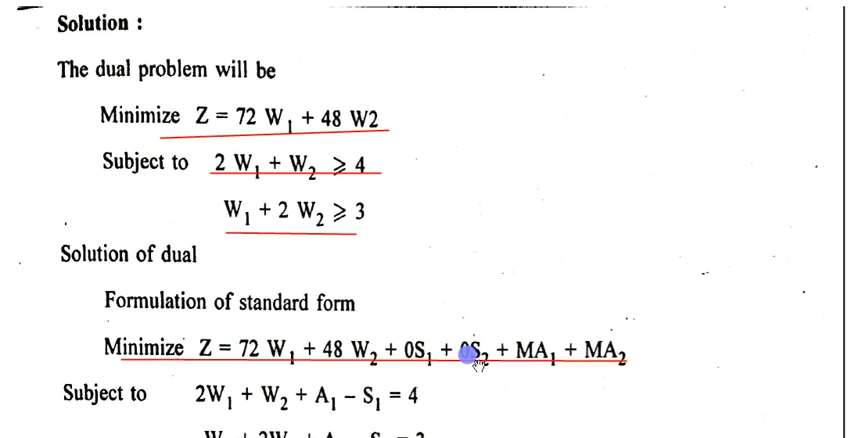 Solution :
The dual problem will be
Minimize Z = 72 W₁ + 48 W2
Subject to 2 W₁ + W₂ ⩾ 4
W₁ + 2 W₂ ⩾ 3
Solution of dual
Formulation of standard form
Minimize Z = 72 W₁ + 48 W₂ + 0S₁ + 0S₂ + MA₁ + MA₂
Subject to 2W₁ + W₂ + A₁ − S₁ = 4